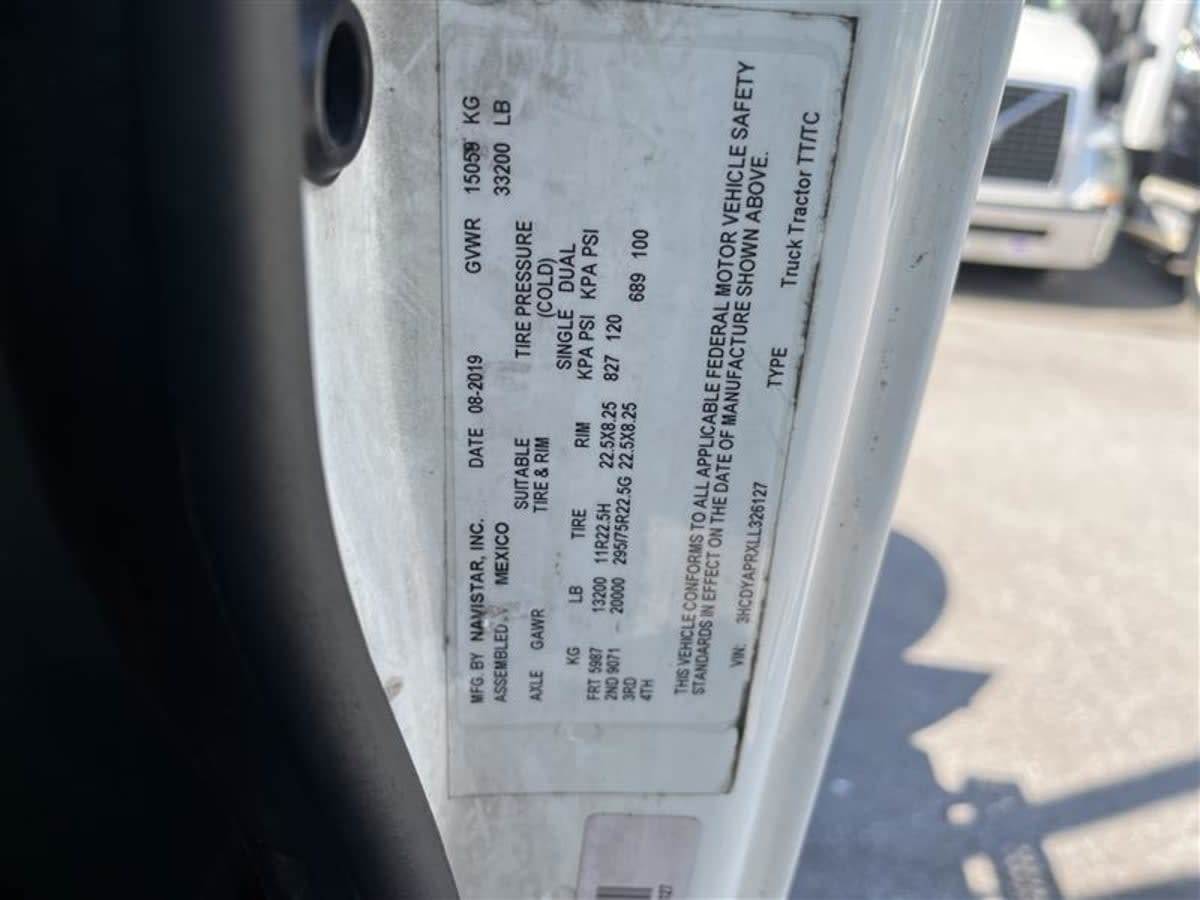 MFG. BY NAVISTAR, INC. DATE 08-2019 GVWR 15059 KG
ASSEMBLED MEXICO 33200 LB
SUITABLE TIRE PRESSURE
AXLE GAWR TIRE & RIM (COLD)
SINGLE DUAL
KG LB TIRE RIM KPA PSI KPA PSI
FRT 5987 13200 11R22.5H 22.5X8.25 827 120
2ND 9071 20000 295/75R22.5G 22.5X8.25 689 100
3RD
4TH
THIS VEHICLE CONFORMS TO ALL APPLICABLE FEDERAL MOTOR VEHICLE SAFETY
STANDARDS IN EFFECT ON THE DATE OF MANUFACTURE SHOWN ABOVE.
VIN: 3HCDYAPRXLL326127 TYPE Truck Tractor TT/TC